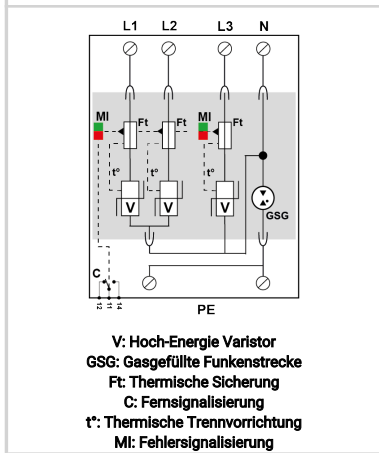 L1 L2 L3 N
MI Ft Ft MI Ft
t° t° t°
V V V GSG
C
12 11 14
PE
V: Hoch-Energie Varistor
GSG: Gasgefüllte Funkenstrecke
Ft: Thermische Sicherung
C: Fernsignalisierung
t°: Thermische Trennvorrichtung
MI: Fehlersignalisierung